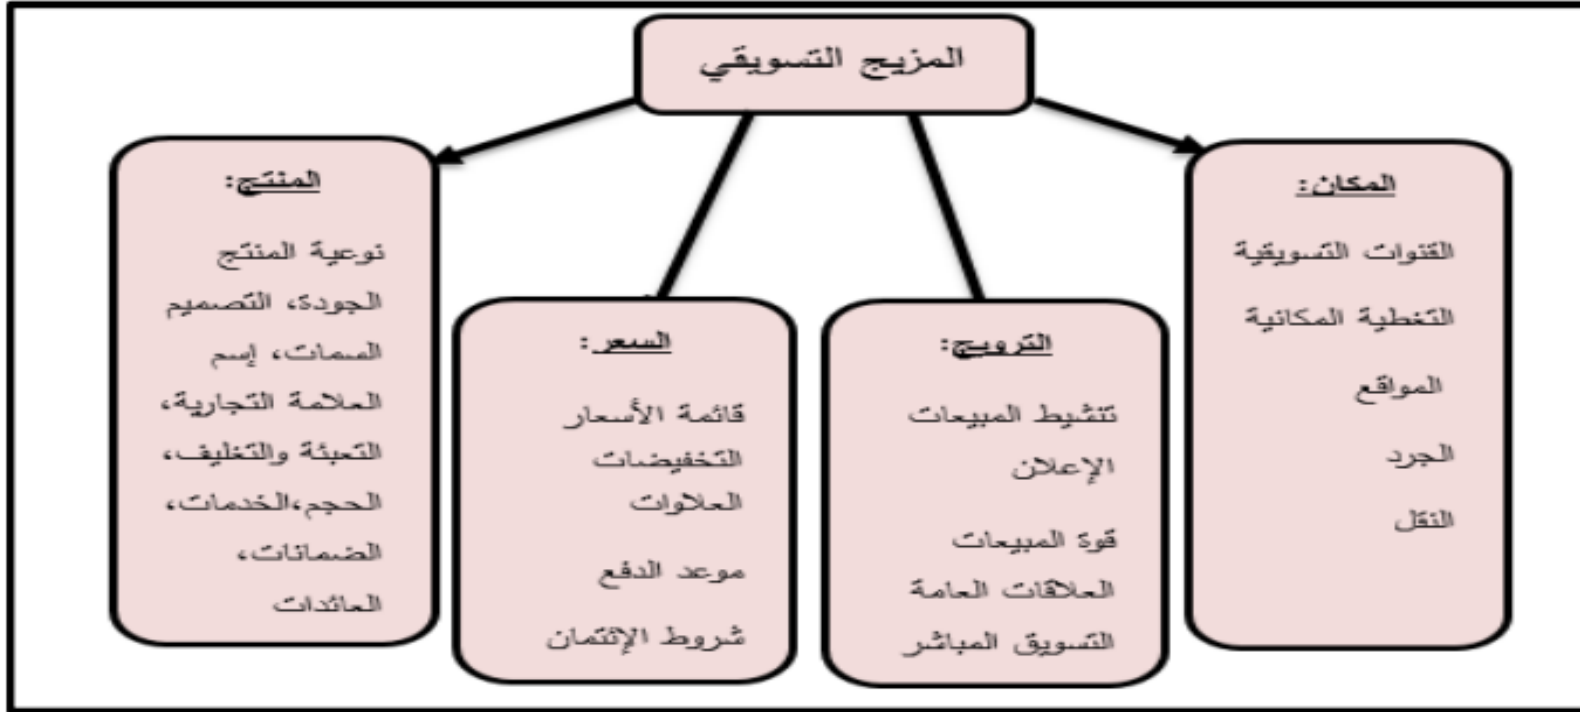 المزيج التسويقي
المكان:
القنوات التسويقية
التغطية المكانية
المواقع
الجرد
النقل
الترويج:
تتشيط المبيعات
الإعلان
قوة المبيعات
العلاقات العامة
التسويق المباشر
السعر:
قائمة الأسعار
التخفيضات
العلاوات
موعد الدفع
شروط الإئتمان
المنتج:
نوعية المنتج
الجودة، التصميم
السمات، إسم
العلامة التجارية،
التعبئة والتغليف،
الحجم،الخدمات،
الضمانات،
العائدات